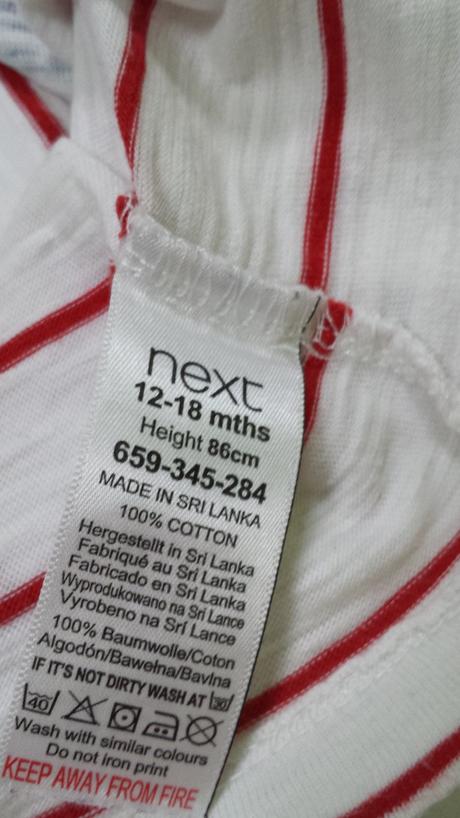 next
12-18 mths
Height 86cm
659-345-284
MADE IN SRI LANKA
100% COTTON
Hergestellt in Sri Lanka
Fabriqué au Sri Lanka
Fabricado en Sri Lanka
Wyprodukowano na Sri Lance
Vyrobeno na Srí Lance
100% Baumwolle/Coton
Algodón/Bawełna/Bavlna
IF IT'S NOT DIRTY WASH AT 30
40
Wash with similar colours
Do not iron print
KEEP AWAY FROM FIRE